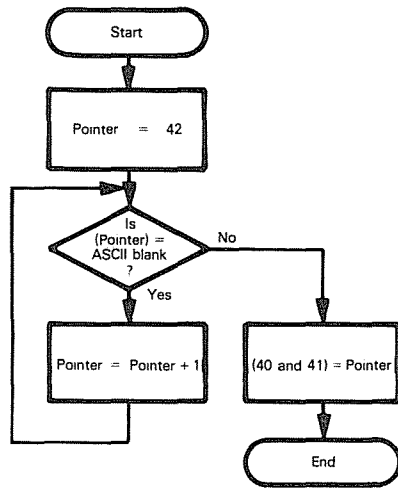 Start
Pointer = 42
Is
(Pointer) =
ASCII blank
?
No
Yes
Pointer = Pointer + 1
(40 and 41) = Pointer
End